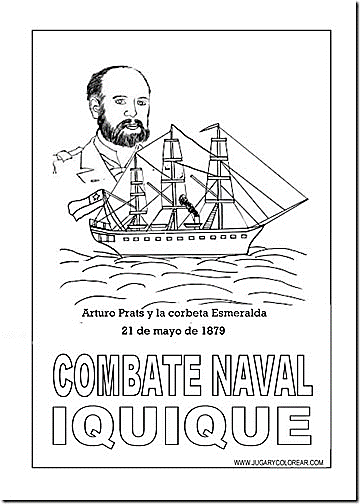 Arturo Prats y la corbeta Esmeralda
21 de mayo de 1879
COMBATE NAVAL
IQUIQUE
WWW.JUGARYCOLOREAR.COM